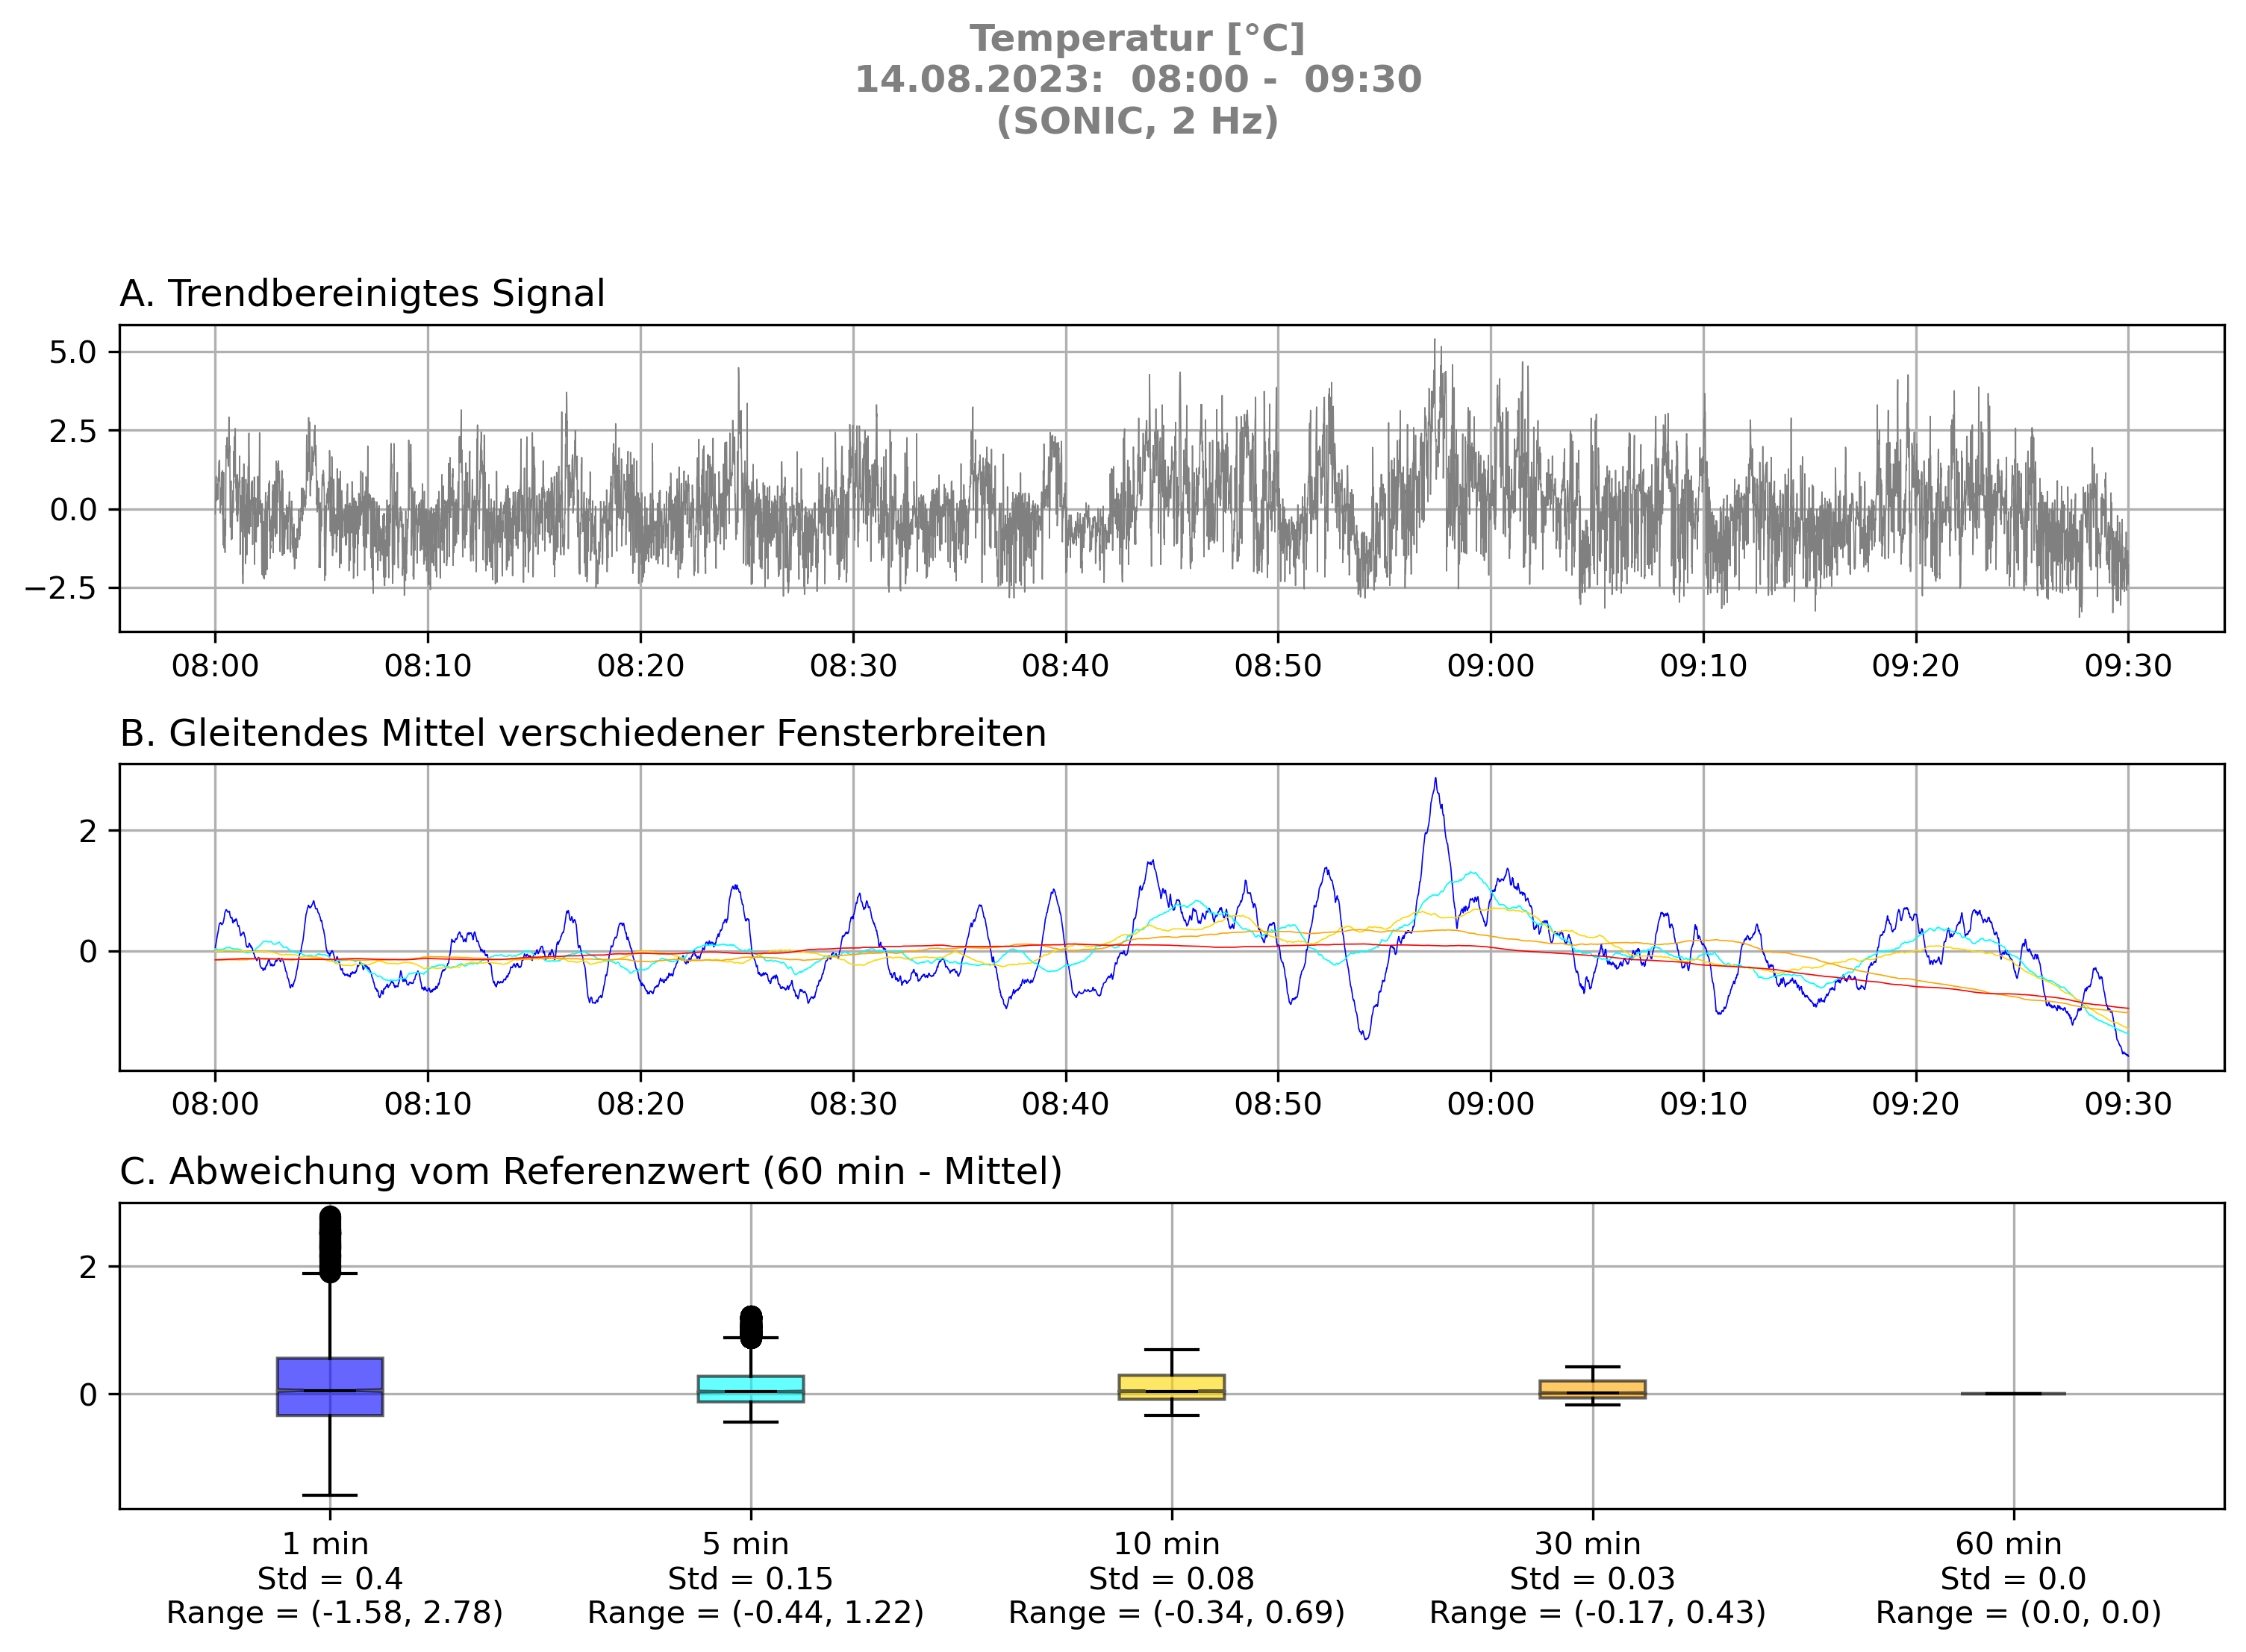 Temperatur [°C]
14.08.2023:  08:00 -  09:30
(SONIC, 2 Hz)
A. Trendbereinigtes Signal
5.0
2.5
0.0
−2.5
08:00 08:10 08:20 08:30 08:40 08:50 09:00 09:10 09:20 09:30
B. Gleitendes Mittel verschiedener Fensterbreiten
2
0
08:00 08:10 08:20 08:30 08:40 08:50 09:00 09:10 09:20 09:30
C. Abweichung vom Referenzwert (60 min - Mittel)
2
0
1 min 5 min 10 min 30 min 60 min
Std = 0.4 Std = 0.15 Std = 0.08 Std = 0.03 Std = 0.0
Range = (-1.58, 2.78) Range = (-0.44, 1.22) Range = (-0.34, 0.69) Range = (-0.17, 0.43) Range = (0.0, 0.0)